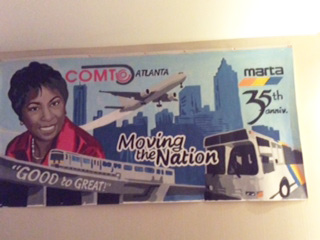 COMTO
ATLANTA
marta
35th
anniv.
Moving
the Nation
"GOOD to GREAT!"